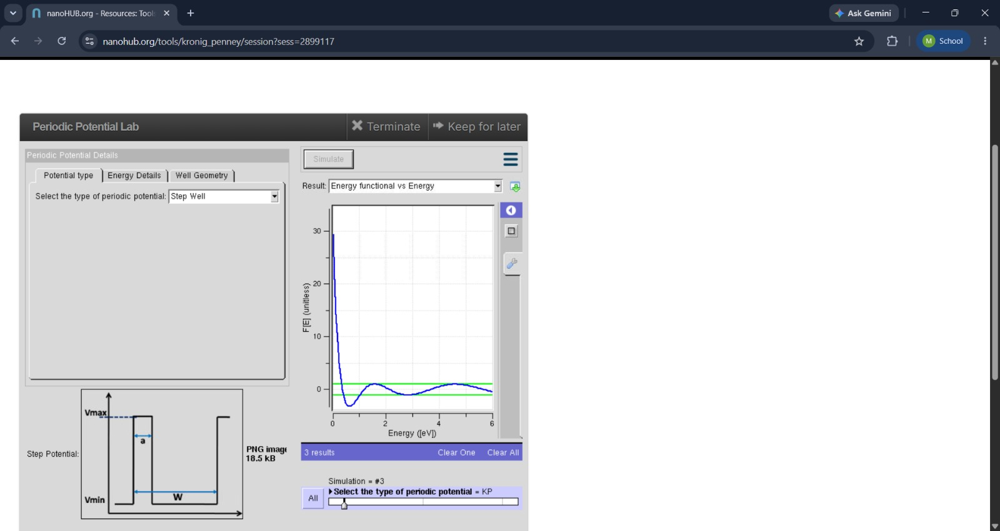 nanoHUB.org - Resources: Tools
Ask Gemini
nanohub.org/tools/kronig_penney/session?sess=2899117
M School
Periodic Potential Lab
Terminate
Keep for later
Periodic Potential Details
Potential type
Energy Details
Well Geometry
Select the type of periodic potential: Step Well
Simulate
Result: Energy functional vs Energy
30
20
10
0
F[E] (unitless)
0 2 4 6
Energy ([eV])
3 results
Clear One
Clear All
Simulation = #3
All
Select the type of periodic potential = KP
Step Potential:
Vmax
a
W
Vmin
PNG image
18.5 kB